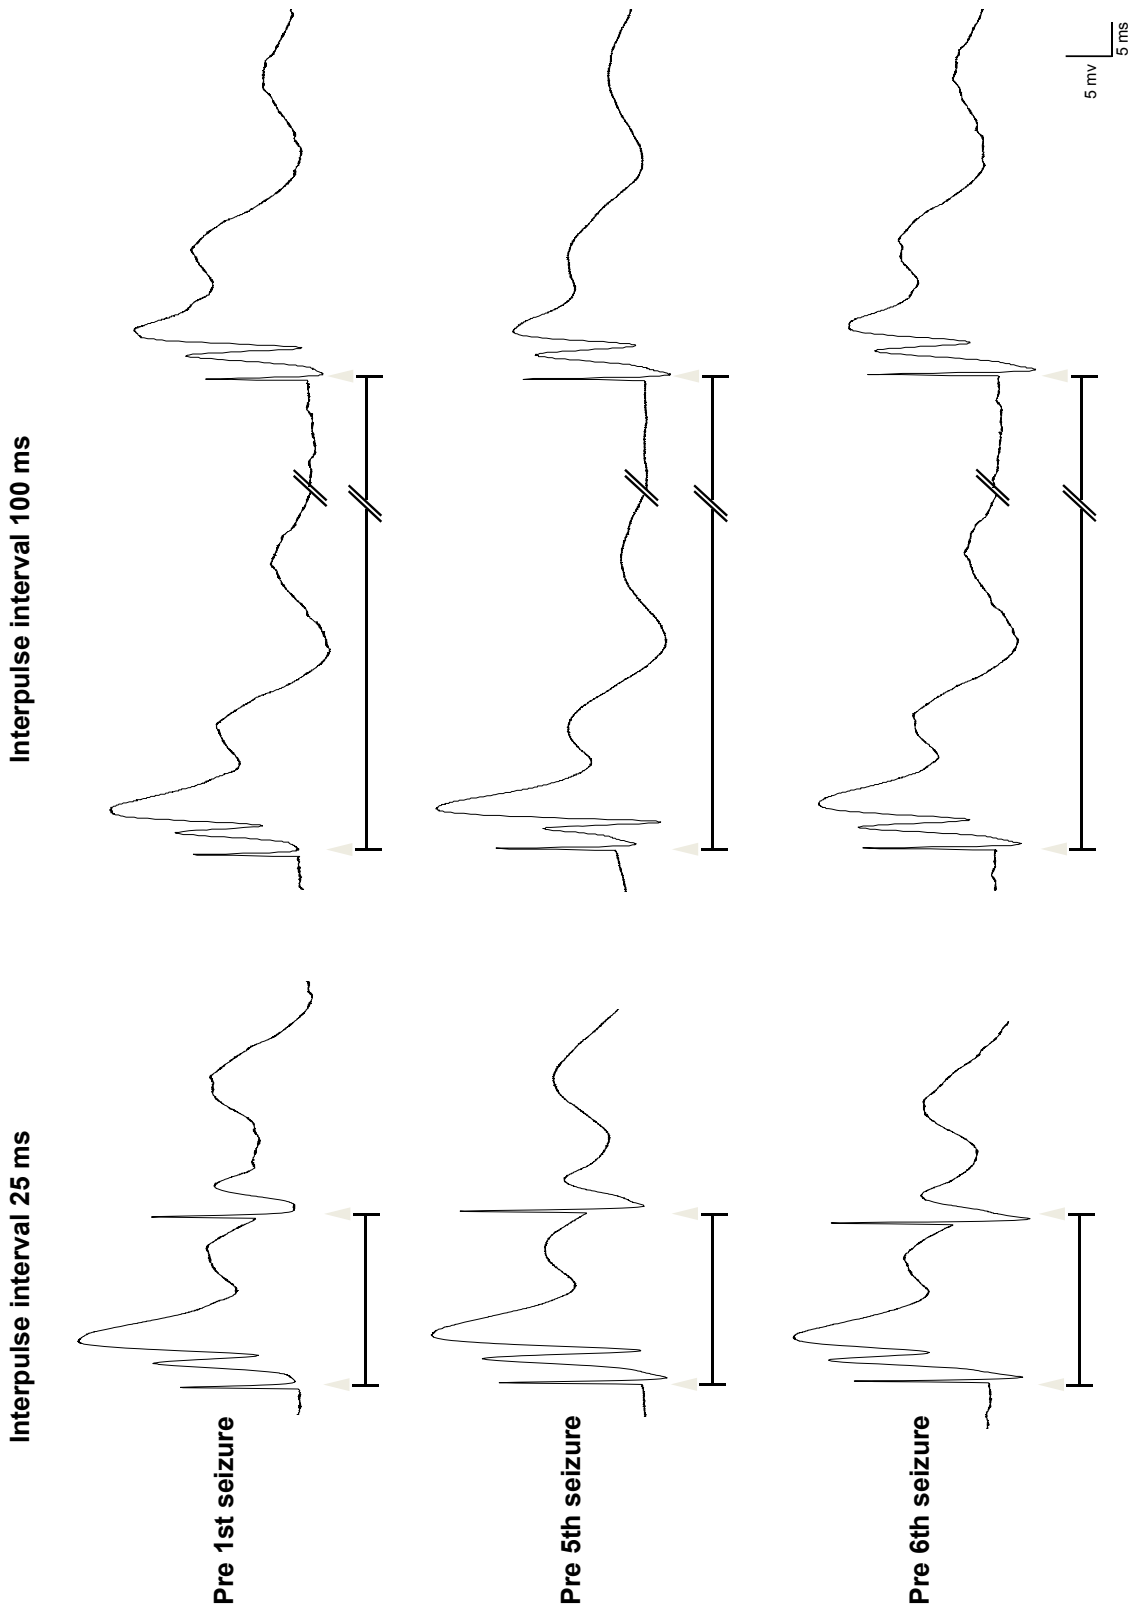 Interpulse interval 25 ms
Interpulse interval 100 ms
Pre 1st seizure
Pre 5th seizure
Pre 6th seizure
5 mv
5 ms